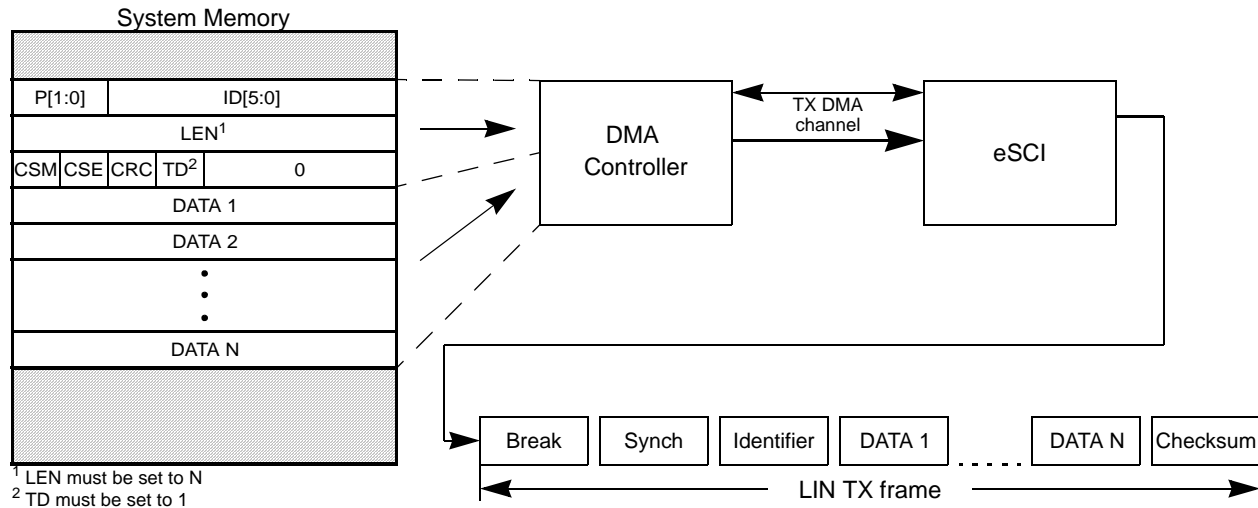 System Memory
P[1:0] ID[5:0]
LEN1
CSM CSE CRC TD2 0
DATA 1
DATA 2
DATA N
1 LEN must be set to N
2 TD must be set to 1
DMA
Controller
TX DMA
channel
eSCI
Break Synch Identifier DATA 1 DATA N Checksum
LIN TX frame